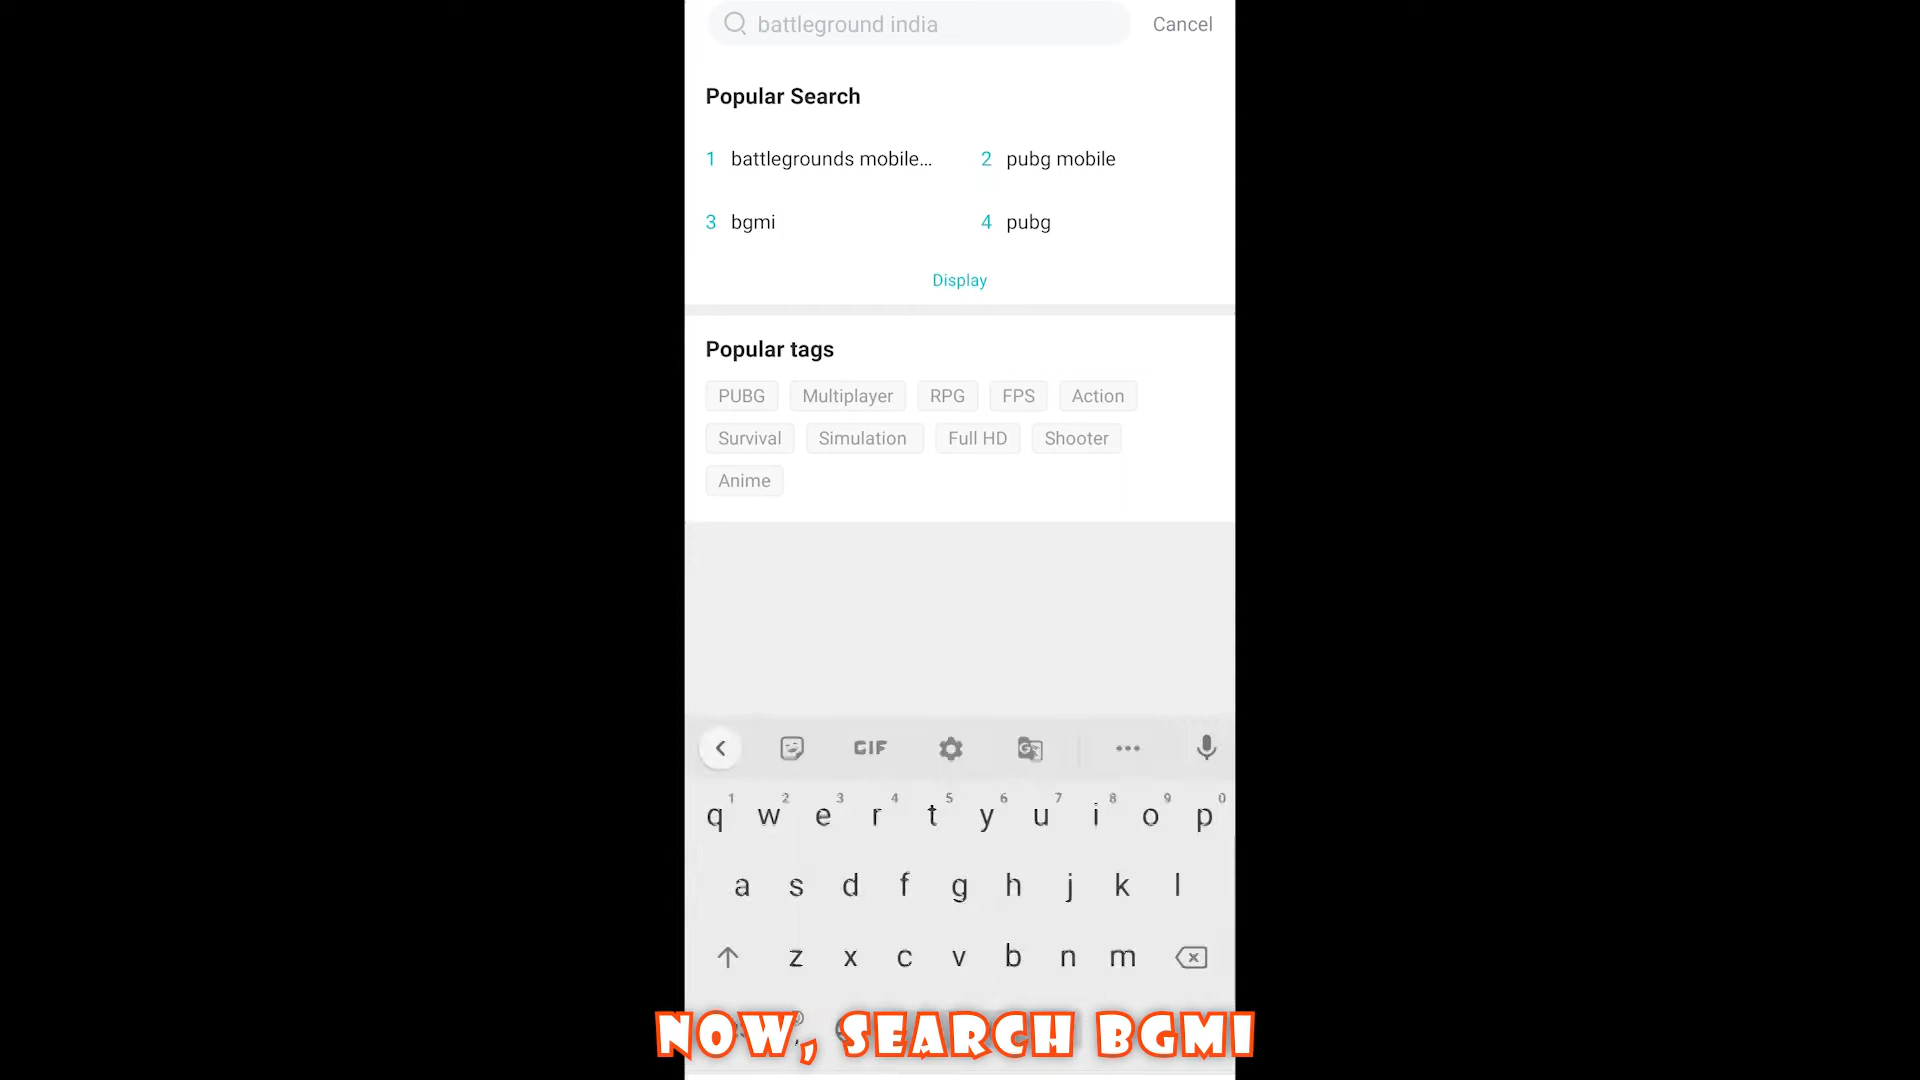 battleground india Cancel
Popular Search
1 battlegrounds mobile... 2 pubg mobile
3 bgmi 4 pubg
Display
Popular tags
PUBG Multiplayer RPG FPS Action
Survival Simulation Full HD Shooter
Anime
GIF
1 2 3 4 5 6 7 8 9 0
q w e r t y u i o p
a s d f g h j k l
z x c v b n m
NOW, SEARCH BGMI